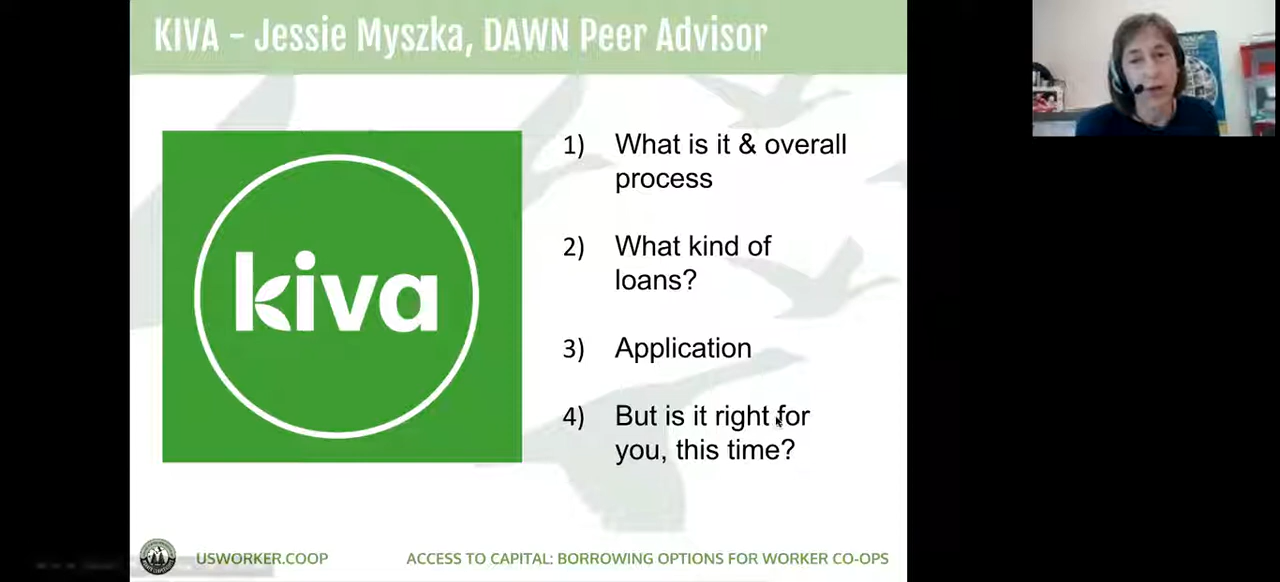 KIVA - Jessie Myszka, DAWN Peer Advisor
kiva
1) What is it & overall
process
2) What kind of
loans?
3) Application
4) But is it right for
you, this time?
USWORKER.COOP
ACCESS TO CAPITAL: BORROWING OPTIONS FOR WORKER CO-OPS